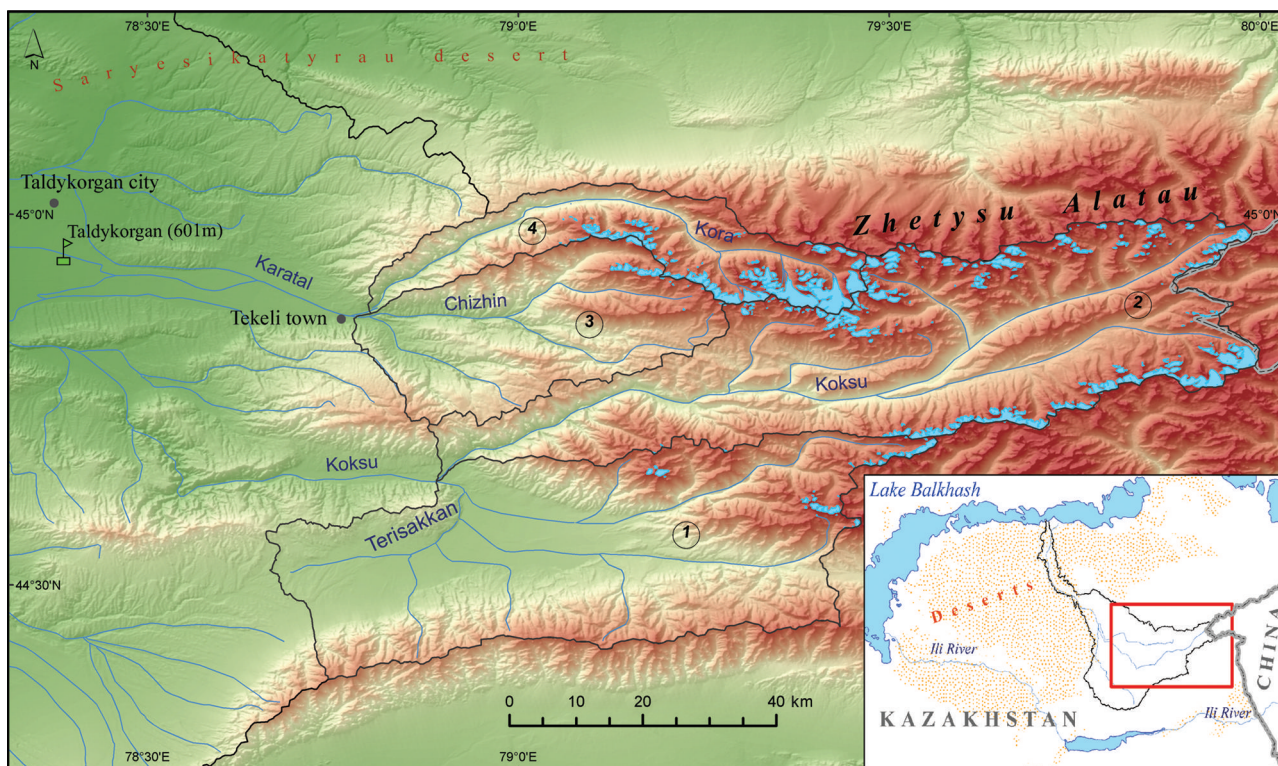 78°30'E
79°0'E
79°30'E
80°0'E
N
Saryesikatyrau desert
Taldykorgan city
45°0'N
45°0'N
Taldykorgan (601m)
Zhetysu Alatau
4
Kora
Karatal
Chizhin
2
Tekeli town
3
Koksu
Koksu
Terisakkan
1
44°30'N
0 10 20 40 km
78°30'E
79°0'E
Lake Balkhash
Deserts
Ili River
CHINA
KAZAKHSTAN
Ili River